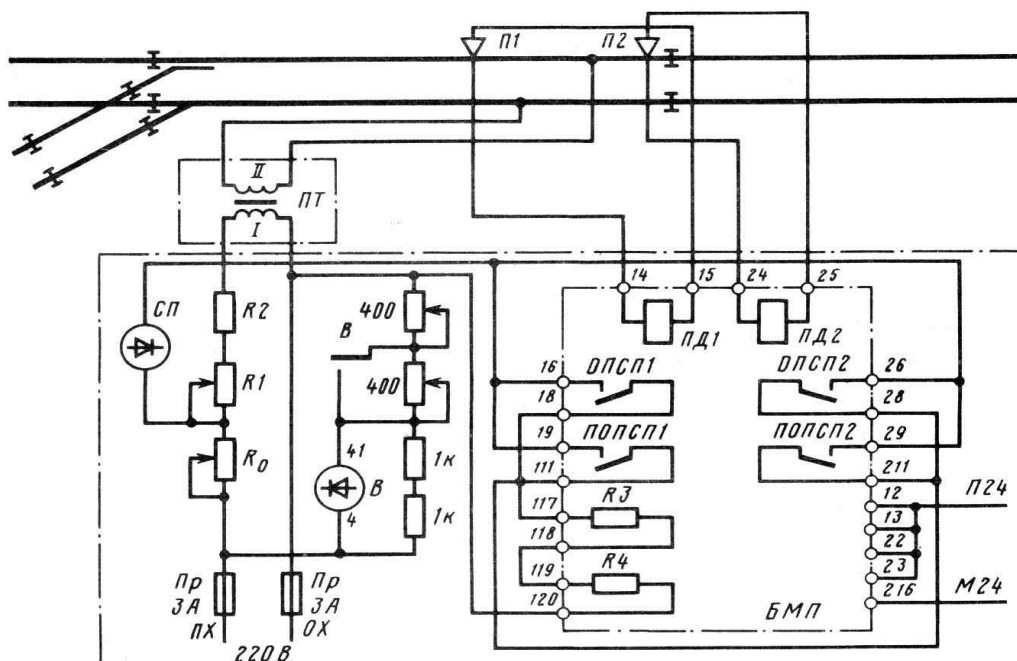 П1
П2
II
ПТ
I
14
15
24
25
СП
R2
400
В
ПД1
ПД2
R1
400
16
ОПСП1
ОПСП2
26
18
28
19
ПОПСП1
ПОПСП2
29
R0
41
1к
В
111
211
12
П24
4
1к
117
R3
13
118
22
119
R4
23
М24
Пр
3А
ПХ
Пр
3А
ОХ
120
216
БМП
220 В